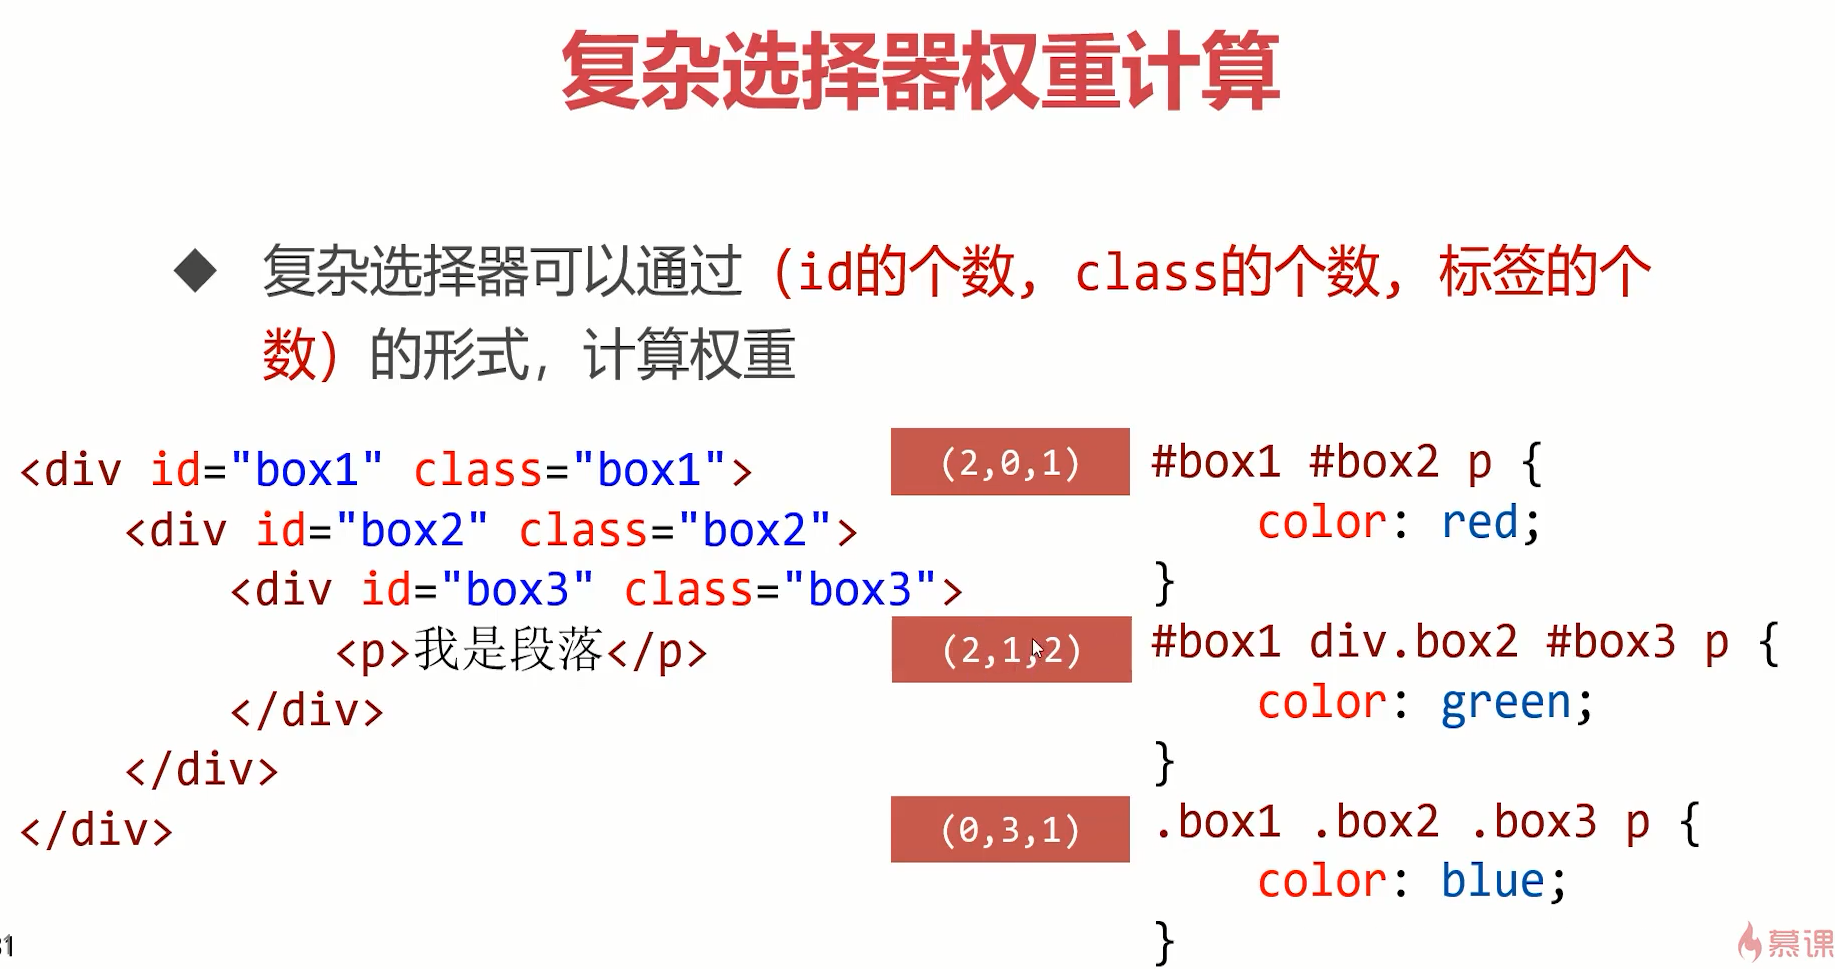 复杂选择器权重计算
◆ 复杂选择器可以通过（id的个数，class的个数，标签的个
数）的形式，计算权重
<div id="box1" class="box1">
    <div id="box2" class="box2">
        <div id="box3" class="box3">
            <p>我是段落</p>
        </div>
    </div>
</div>
(2,0,1)
#box1 #box2 p {
    color: red;
}
(2,1,2)
#box1 div.box2 #box3 p {
    color: green;
}
(0,3,1)
.box1 .box2 .box3 p {
    color: blue;
}
慕课